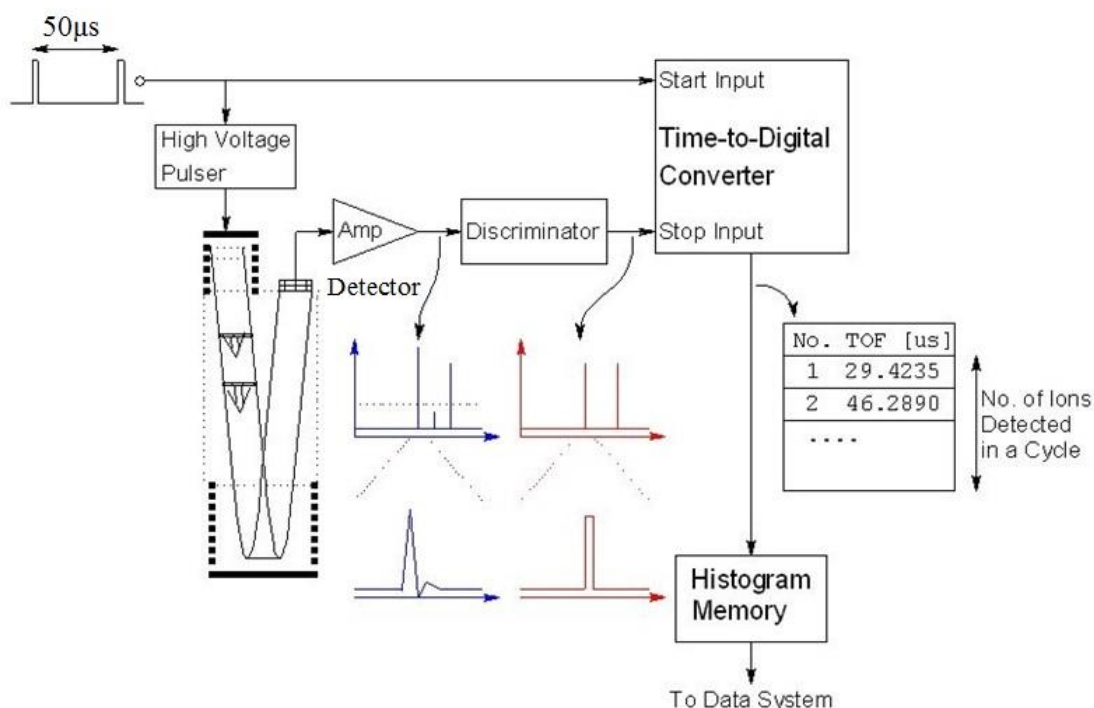 50μs
Start Input
Time-to-Digital
Converter
Stop Input
High Voltage
Pulser
Amp
Discriminator
Detector
No. TOF [us]
1 29.4235
2 46.2890
....
No. of Ions
Detected
in a Cycle
Histogram
Memory
To Data System